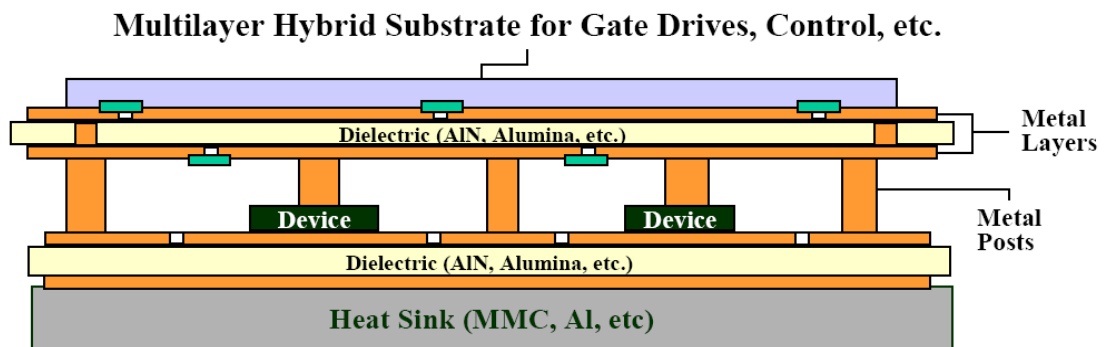 Multilayer Hybrid Substrate for Gate Drives, Control, etc.
Dielectric (AlN, Alumina, etc.)
Metal
Layers
Device
Device
Metal
Posts
Dielectric (AlN, Alumina, etc.)
Heat Sink (MMC, Al, etc)